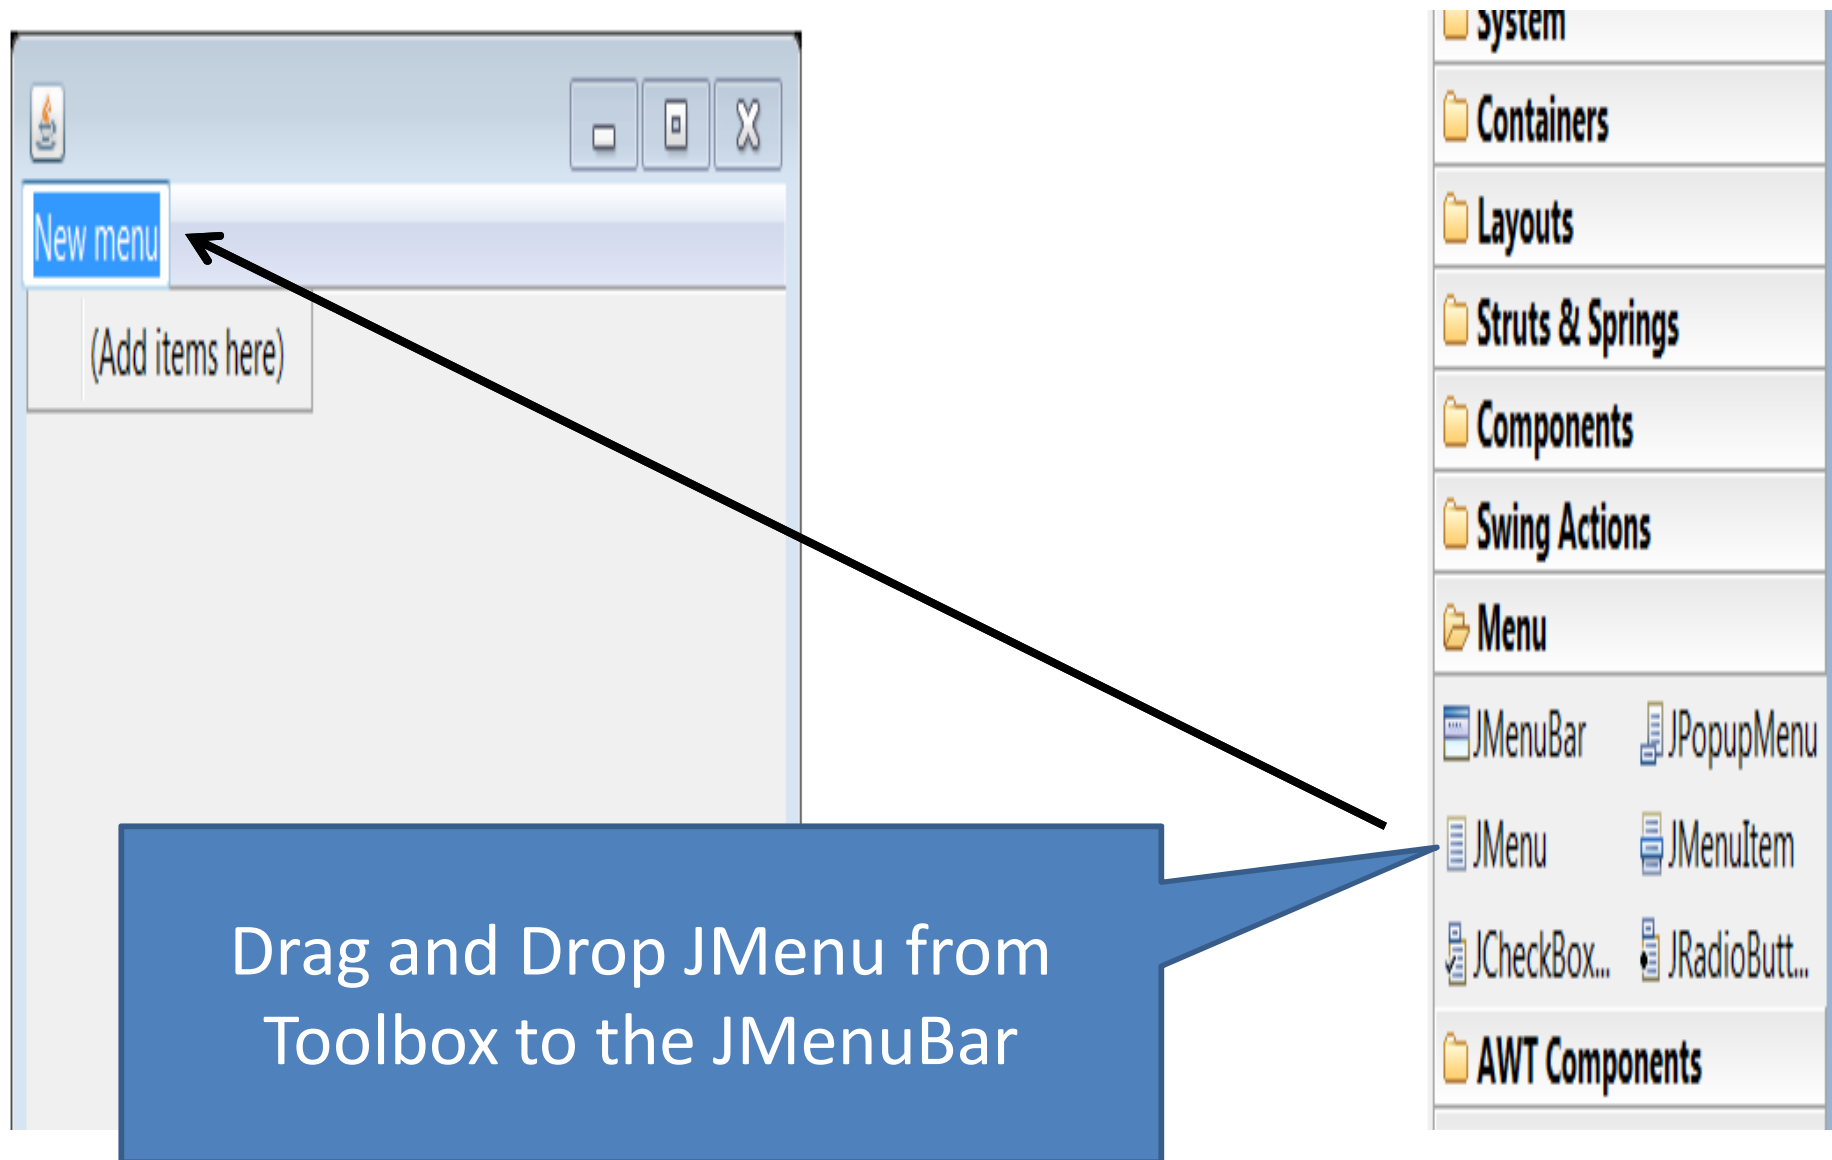 New menu
(Add items here)
Drag and Drop JMenu from
Toolbox to the JMenuBar
System
Containers
Layouts
Struts & Springs
Components
Swing Actions
Menu
JMenuBar JPopupMenu
JMenu JMenuItem
JCheckBox... JRadioButt...
AWT Components